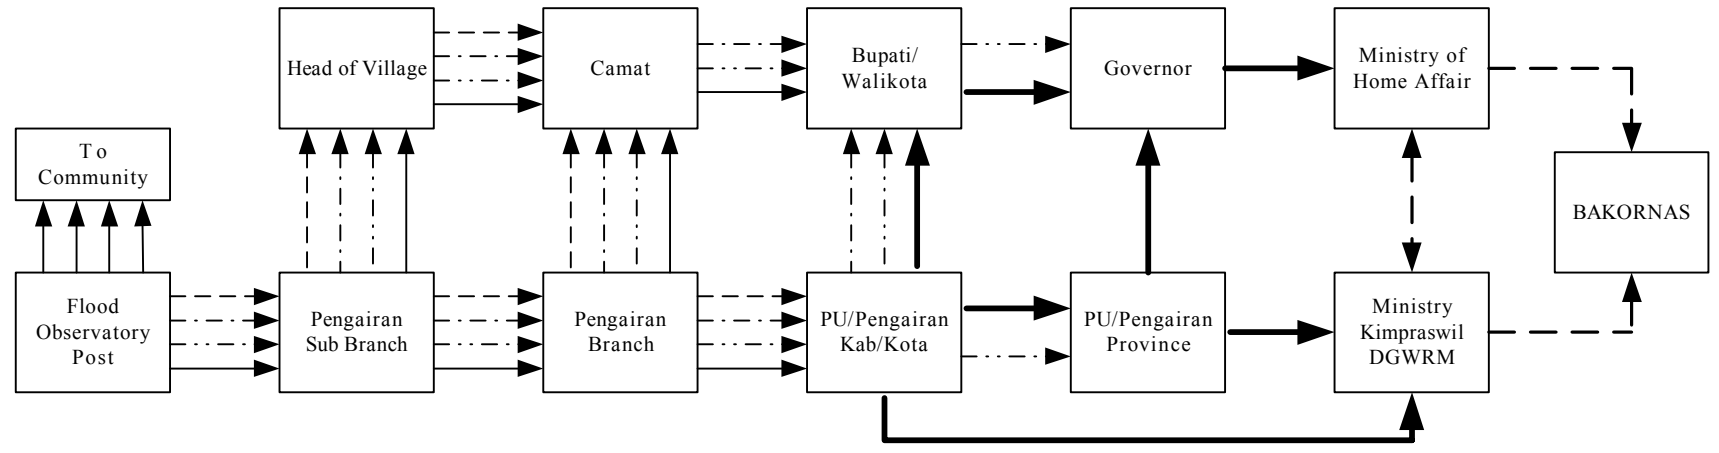 Head of Village
Camat
Bupati/
Walikota
Governor
Ministry of
Home Affair
To
Community
BAKORNAS
Flood
Observatory
Post
Pengairan
Sub Branch
Pengairan
Branch
PU/Pengairan
Kab/Kota
PU/Pengairan
Province
Ministry
Kimpraswil
DGWRM